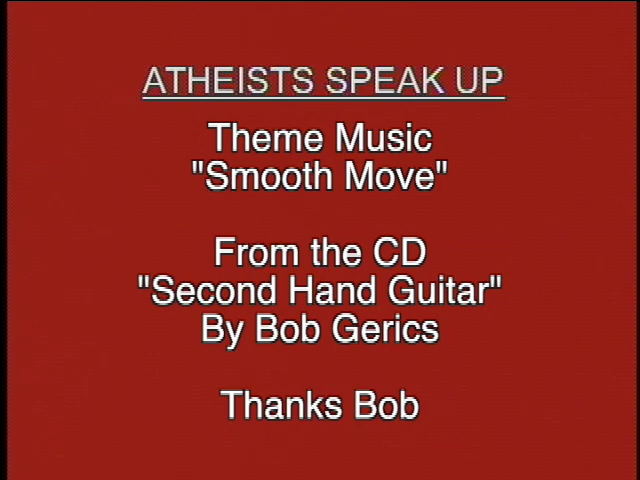 ATHEISTS SPEAK UP
Theme Music
"Smooth Move"
From the CD
"Second Hand Guitar"
By Bob Gerics
Thanks Bob